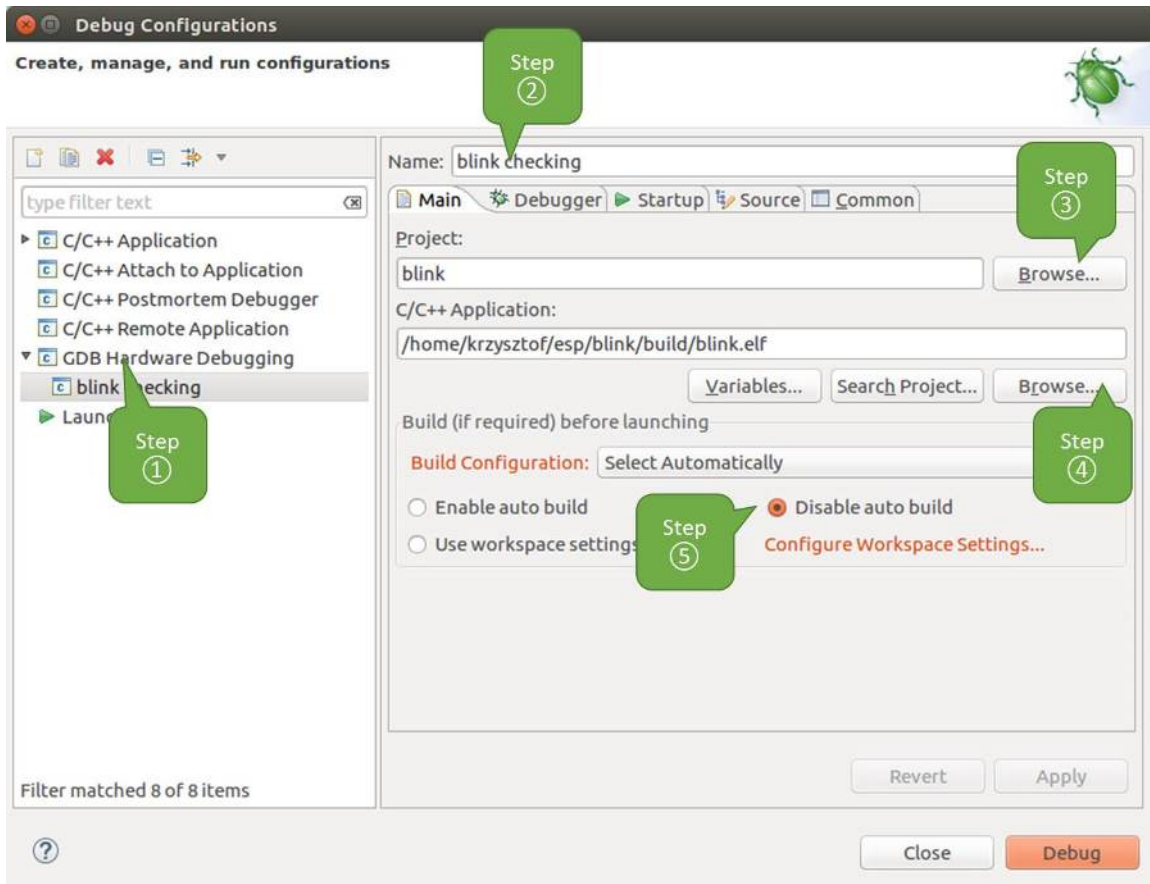 Debug Configurations
Create, manage, and run configurations
Step
②
type filter text
C/C++ Application
C/C++ Attach to Application
C/C++ Postmortem Debugger
C/C++ Remote Application
GDB Hardware Debugging
blink checking
Step
①
Filter matched 8 of 8 items
Name: blink checking
Main Debugger Startup Source Common
Step
③
Project:
blink Browse...
C/C++ Application:
/home/krzysztof/esp/blink/build/blink.elf
Variables... Search Project... Browse...
Step
④
Build (if required) before launching
Build Configuration: Select Automatically
Enable auto build Disable auto build
Step
⑤
Use workspace settings Configure Workspace Settings...
Revert Apply
Close Debug